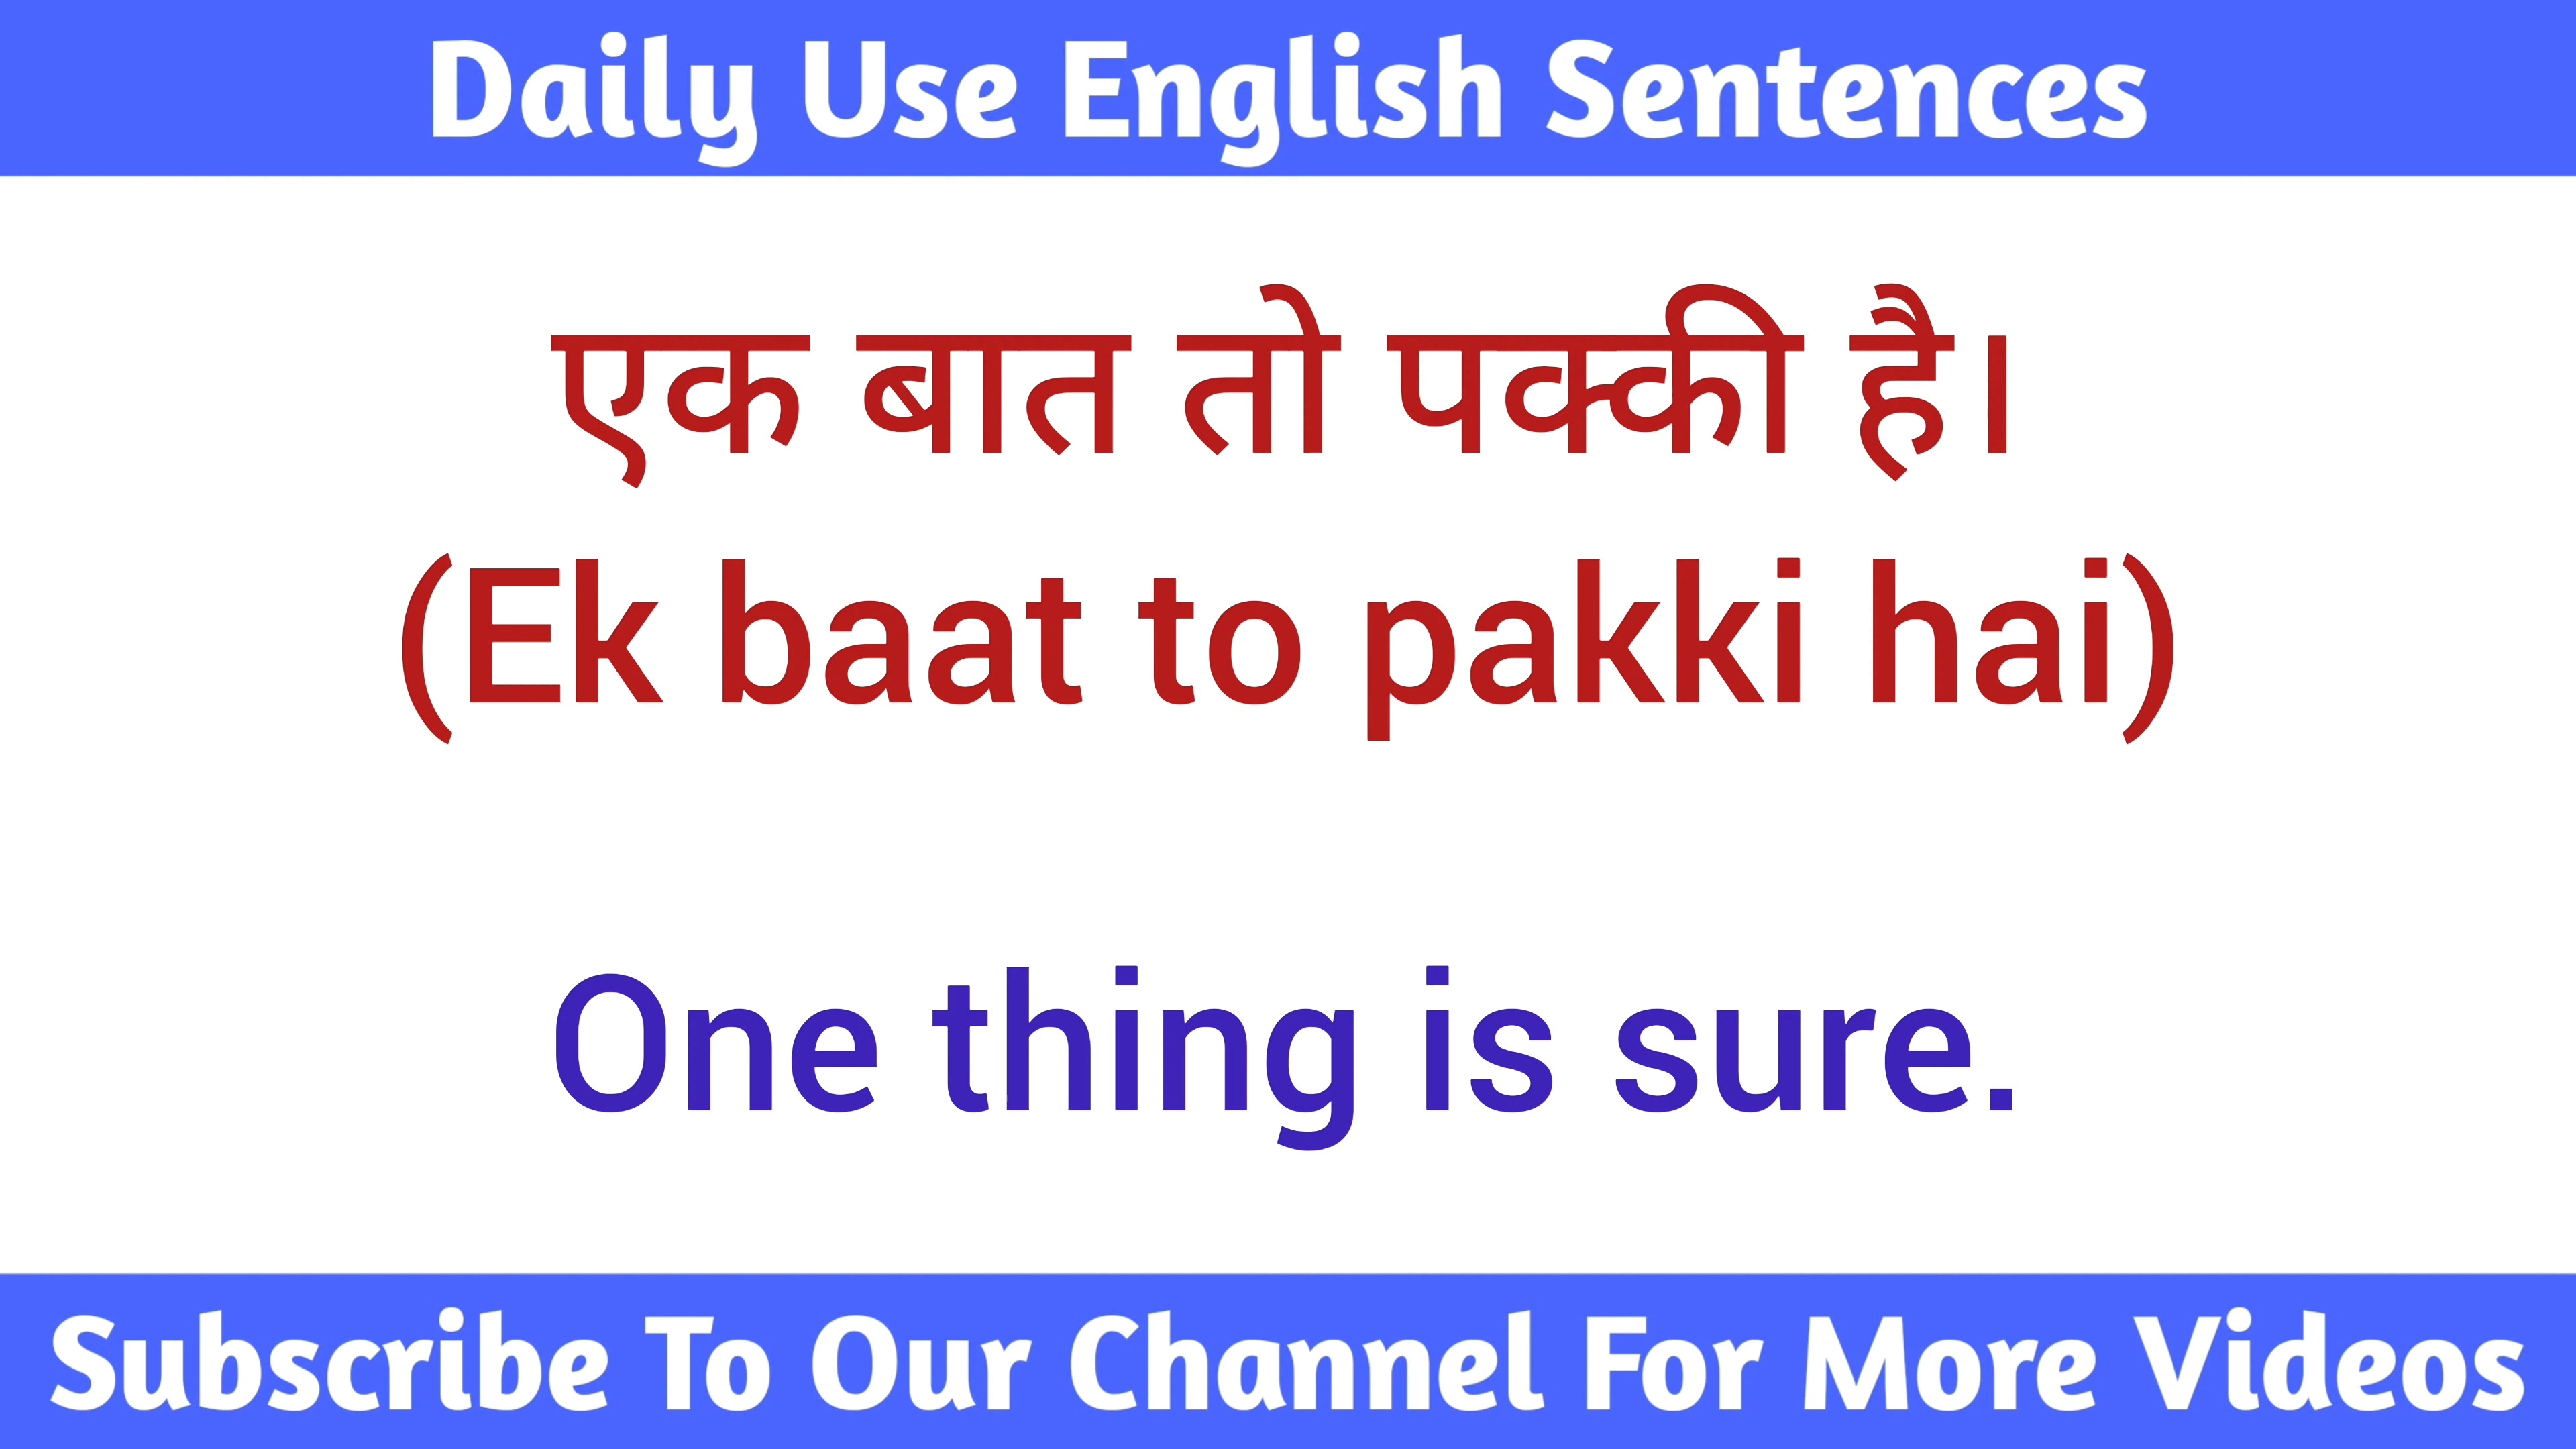 Daily Use English Sentences
एक बात तो पक्की है।
(Ek baat to pakki hai)
One thing is sure.
Subscribe To Our Channel For More Videos